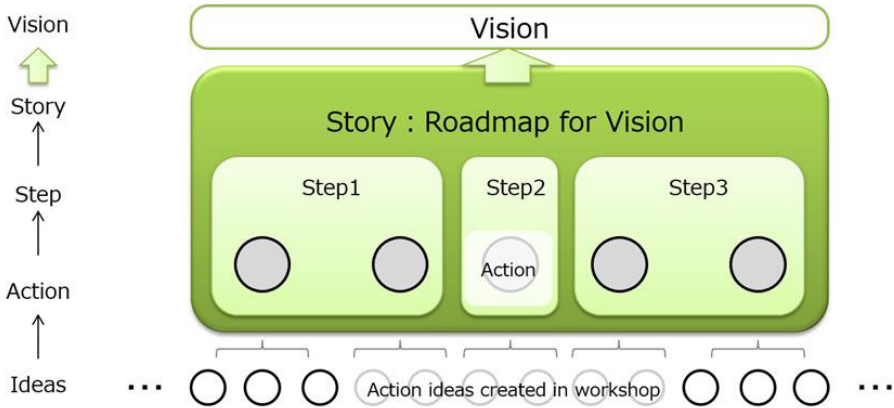 Vision
Vision
Story
Story : Roadmap for Vision
Step
Step1
Step2
Step3
Action
Action
Ideas
...
Action ideas created in workshop
...